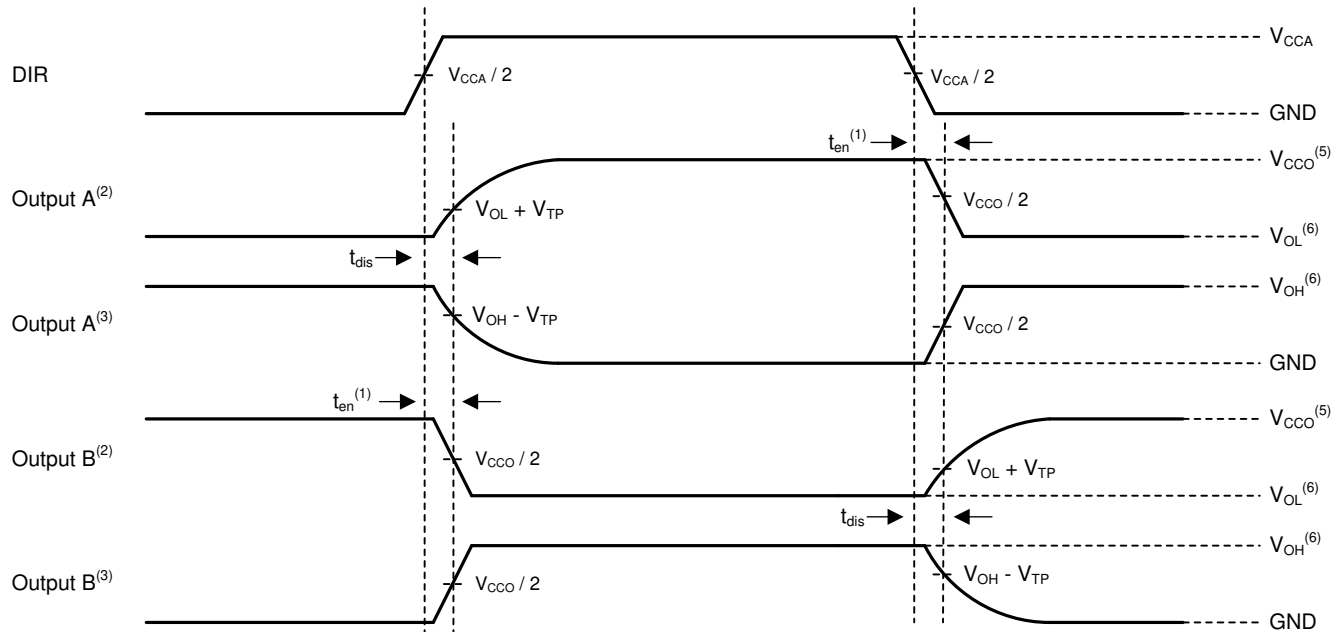 V_CCA
DIR
V_CCA / 2
V_CCA / 2
GND
t_en^(1)
V_CCO^(5)
Output A^(2)
V_OL + V_TP
V_CCO / 2
V_OL^(6)
t_dis
V_OH^(6)
Output A^(3)
V_OH - V_TP
V_CCO / 2
GND
t_en^(1)
V_CCO^(5)
Output B^(2)
V_CCO / 2
V_OL + V_TP
V_OL^(6)
t_dis
V_OH^(6)
Output B^(3)
V_CCO / 2
V_OH - V_TP
GND